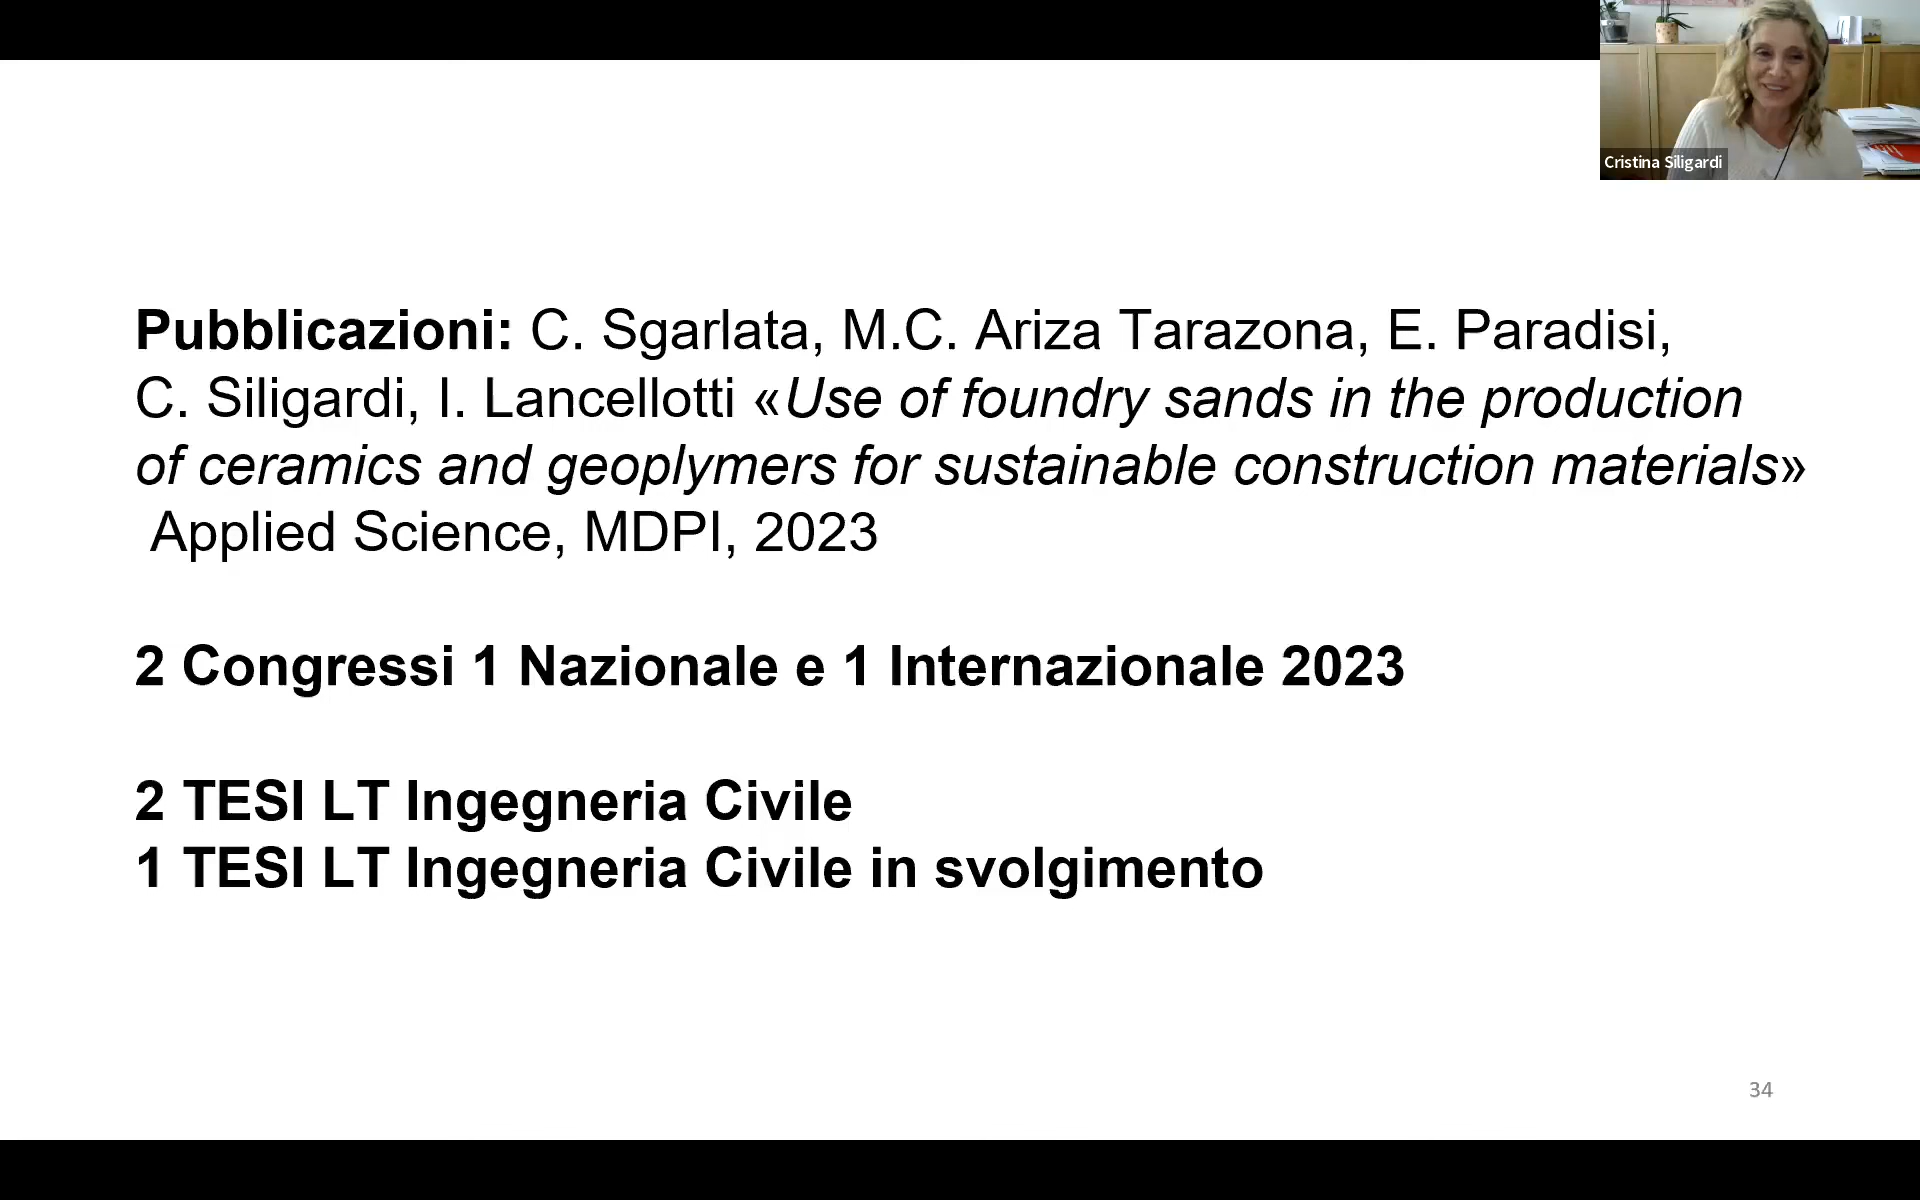 Cristina Siligardi
Pubblicazioni: C. Sgarlata, M.C. Ariza Tarazona, E. Paradisi,
C. Siligardi, I. Lancellotti «Use of foundry sands in the production
of ceramics and geoplymers for sustainable construction materials»
Applied Science, MDPI, 2023
2 Congressi 1 Nazionale e 1 Internazionale 2023
2 TESI LT Ingegneria Civile
1 TESI LT Ingegneria Civile in svolgimento
34